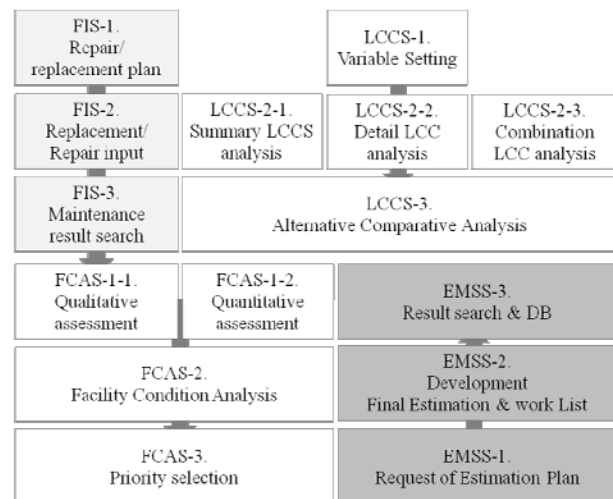 FIS-1.
Repair/
replacement plan
LCCS-1.
Variable Setting
FIS-2.
Replacement/
Repair input
LCCS-2-1.
Summary LCCS
analysis
LCCS-2-2.
Detail LCC
analysis
LCCS-2-3.
Combination
LCC analysis
FIS-3.
Maintenance
result search
LCCS-3.
Alternative Comparative Analysis
FCAS-1-1.
Qualitative
assessment
FCAS-1-2.
Quantitative
assessment
EMSS-3.
Result search & DB
FCAS-2.
Facility Condition Analysis
EMSS-2.
Development
Final Estimation & work List
FCAS-3.
Priority selection
EMSS-1.
Request of Estimation Plan